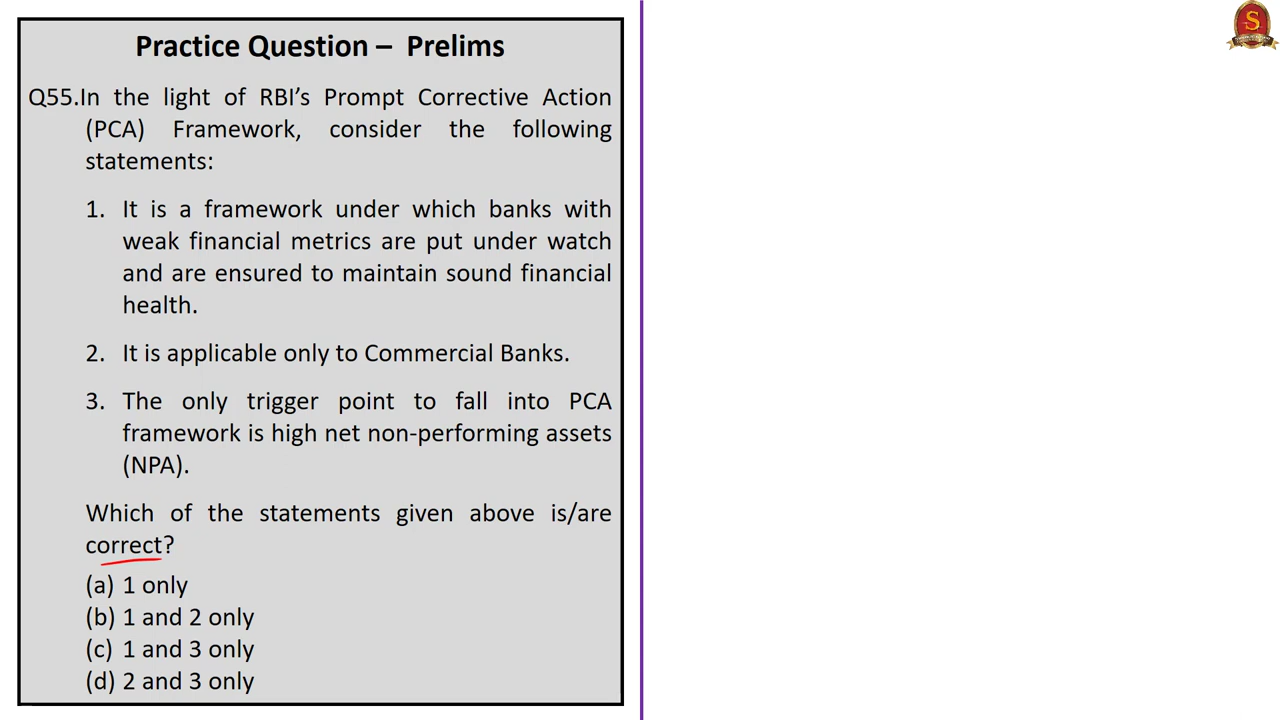 Practice Question – Prelims
Q55.In the light of RBI's Prompt Corrective Action
(PCA) Framework, consider the following
statements:
1. It is a framework under which banks with
weak financial metrics are put under watch
and are ensured to maintain sound financial
health.
2. It is applicable only to Commercial Banks.
3. The only trigger point to fall into PCA
framework is high net non-performing assets
(NPA).
Which of the statements given above is/are
correct?
(a) 1 only
(b) 1 and 2 only
(c) 1 and 3 only
(d) 2 and 3 only
S